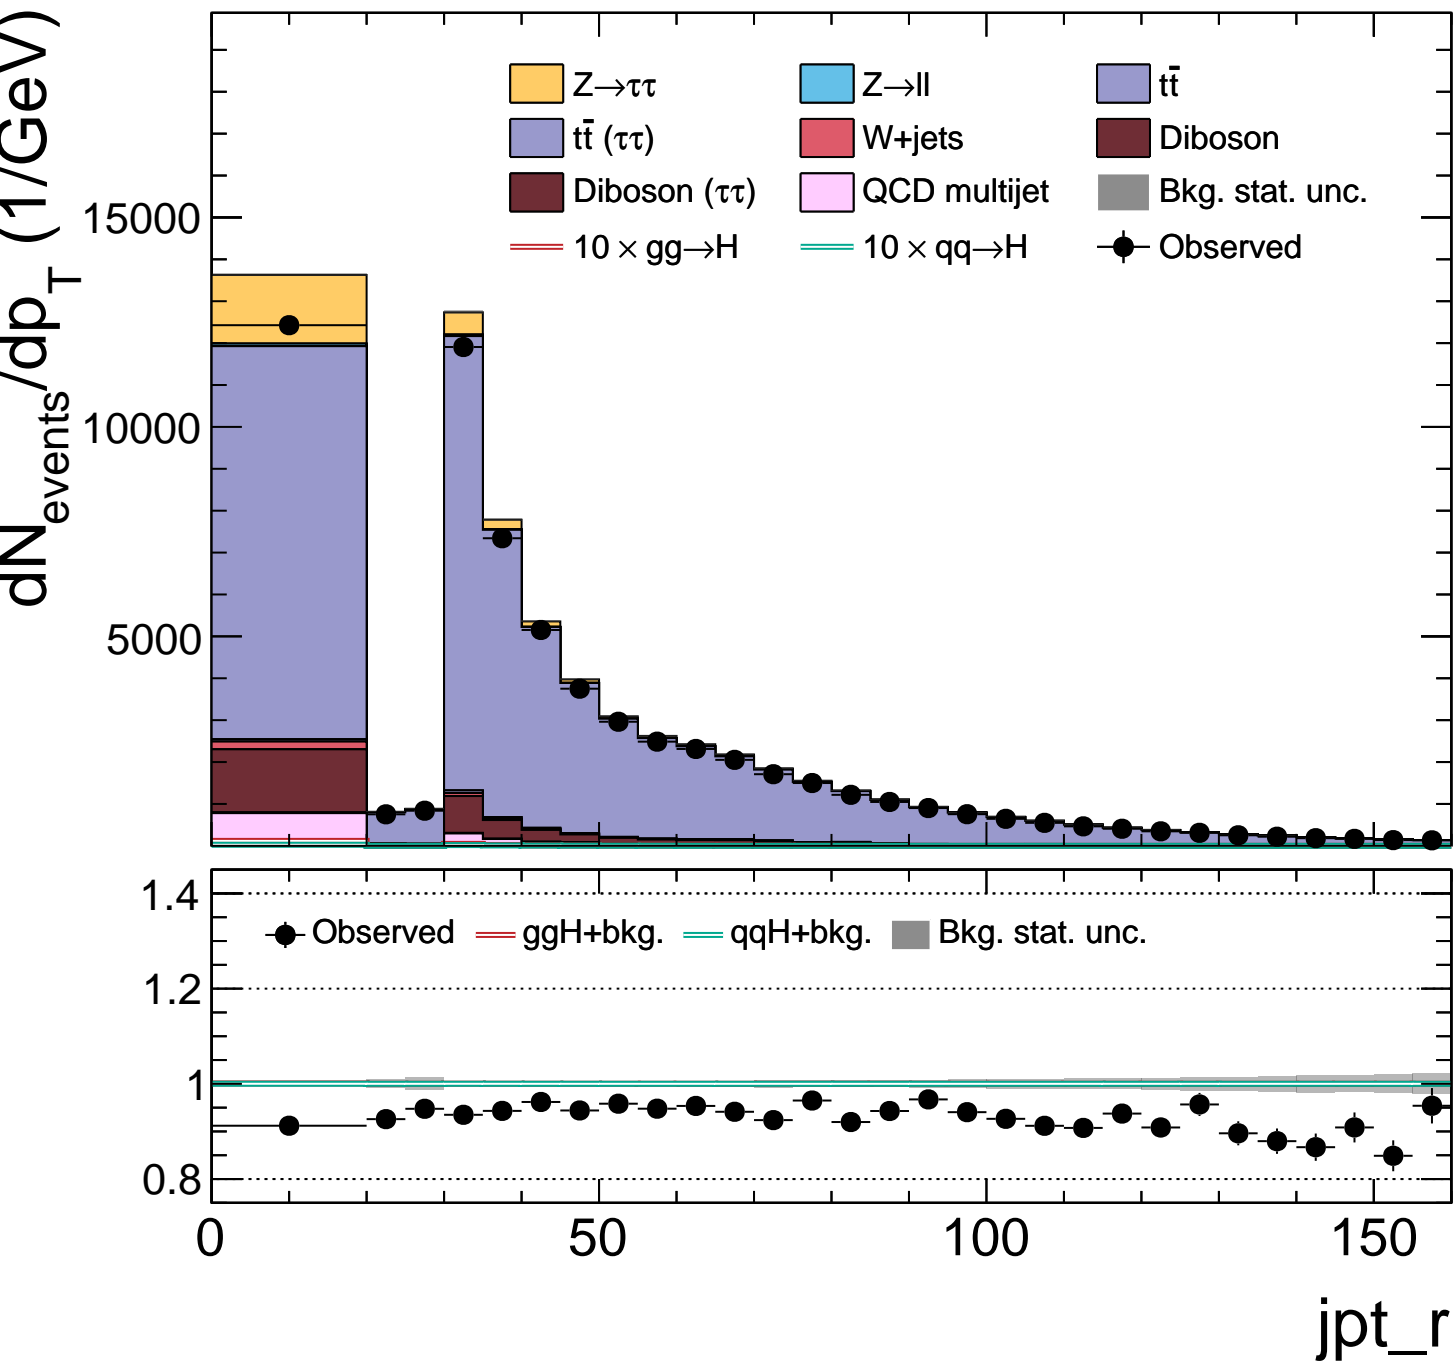 dN_events/dp_T (1/GeV)
Z→ττ Z→ll tt̄
tt̄ (ττ) W+jets Diboson
Diboson (ττ) QCD multijet Bkg. stat. unc.
10 × gg→H 10 × qq→H Observed
15000
10000
5000
1.4
Observed ggH+bkg. qqH+bkg. Bkg. stat. unc.
1.2
1
0.8
0 50 100 150
jpt_r